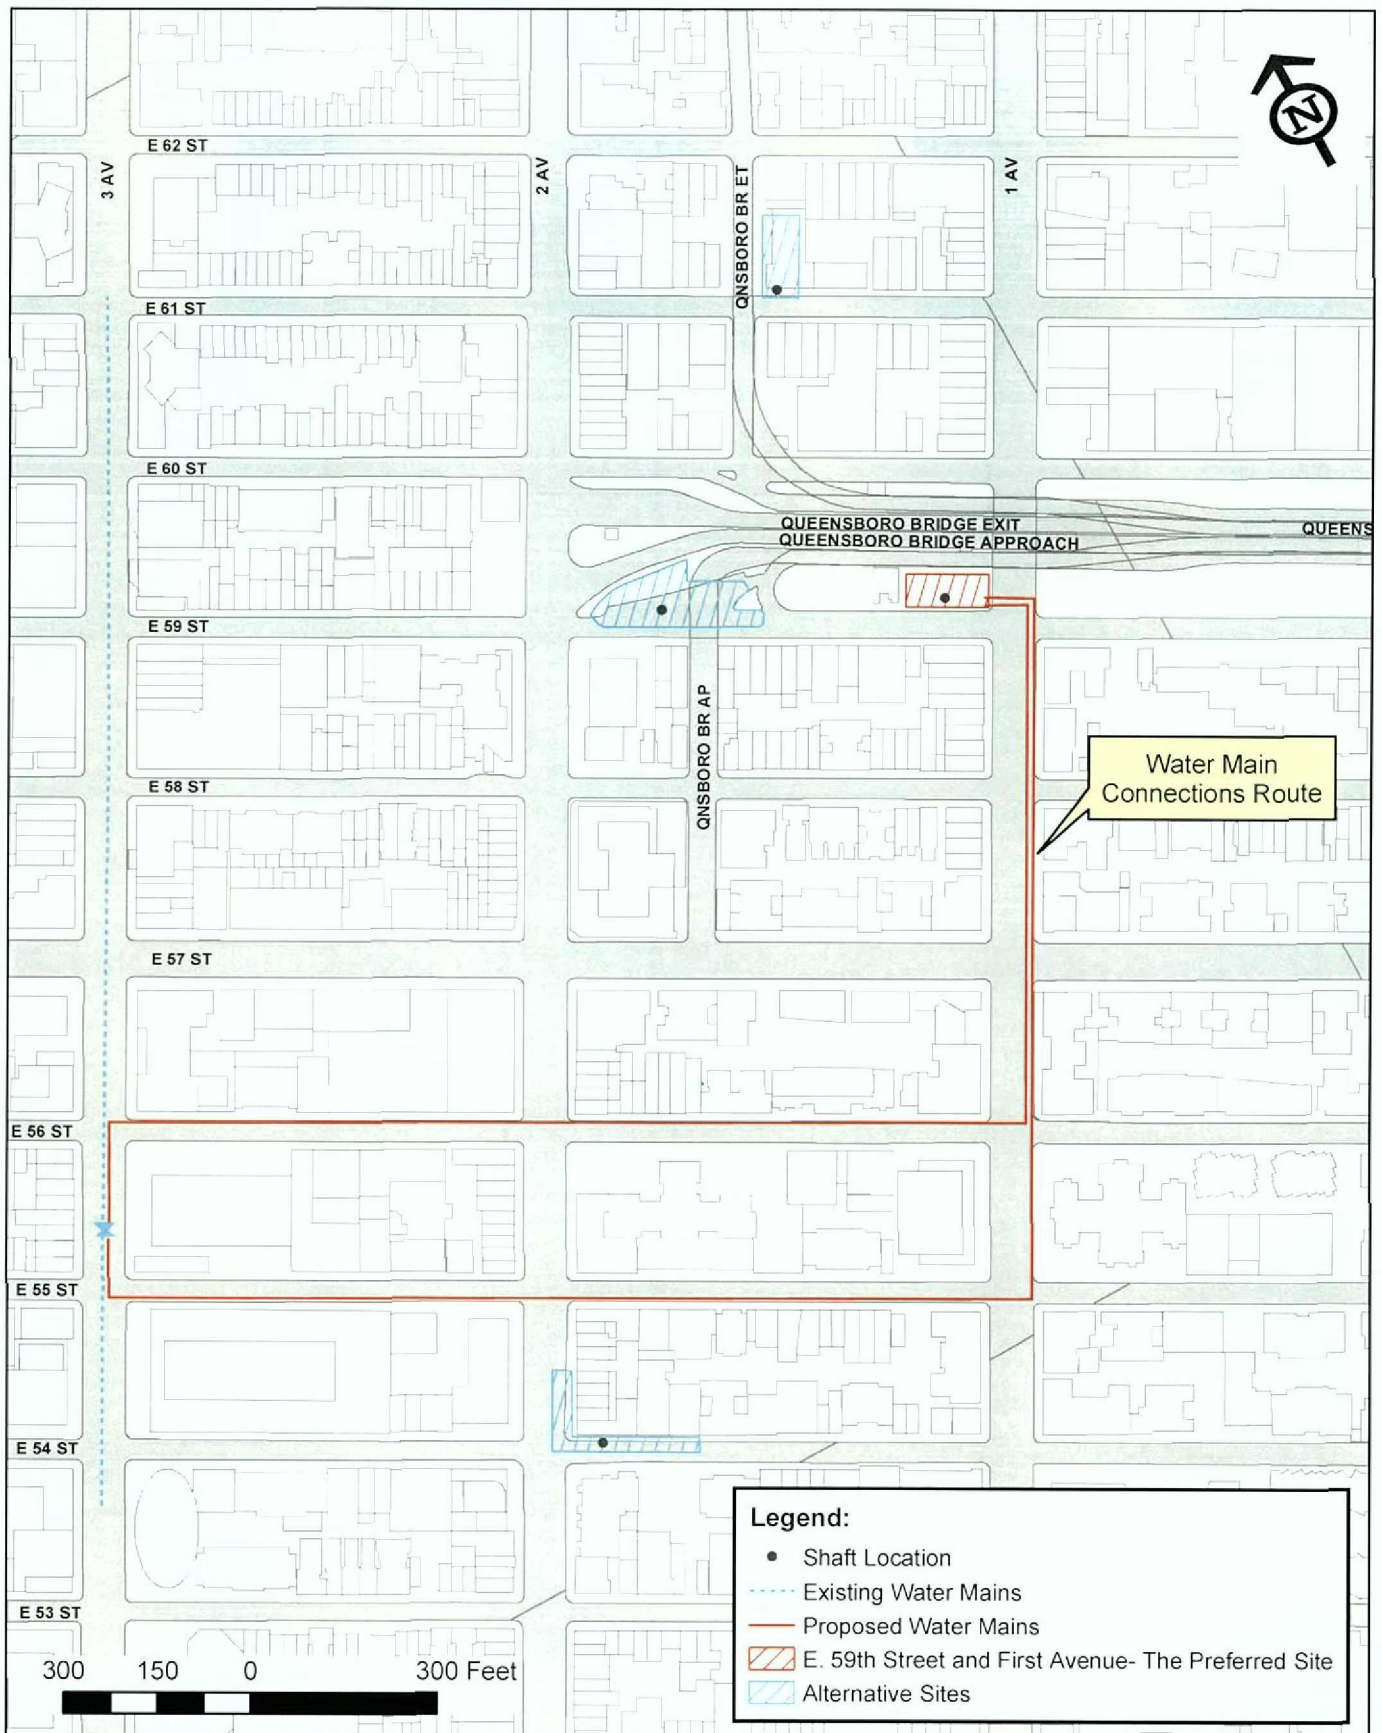 N
E 62 ST
3 AV
2 AV
QNSBORO BR ET
1 AV
E 61 ST
E 60 ST
QUEENSBORO BRIDGE EXIT
QUEENS
QUEENSBORO BRIDGE APPROACH
E 59 ST
QNSBORO BR AP
Water Main
Connections Route
E 58 ST
E 57 ST
E 56 ST
E 55 ST
E 54 ST
E 53 ST
Legend:
Shaft Location
Existing Water Mains
Proposed Water Mains
E. 59th Street and First Avenue- The Preferred Site
Alternative Sites
300 150 0 300 Feet